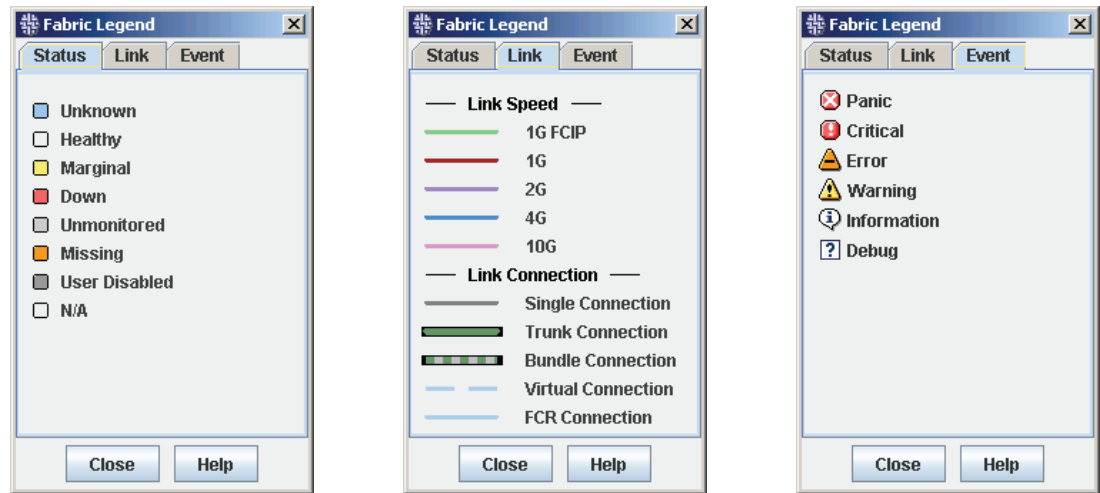 Fabric Legend
Status Link Event
Unknown
Healthy
Marginal
Down
Unmonitored
Missing
User Disabled
N/A
Close Help
Fabric Legend
Status Link Event
Link Speed
1G FCIP
1G
2G
4G
10G
Link Connection
Single Connection
Trunk Connection
Bundle Connection
Virtual Connection
FCR Connection
Close Help
Fabric Legend
Status Link Event
Panic
Critical
Error
Warning
Information
? Debug
Close Help